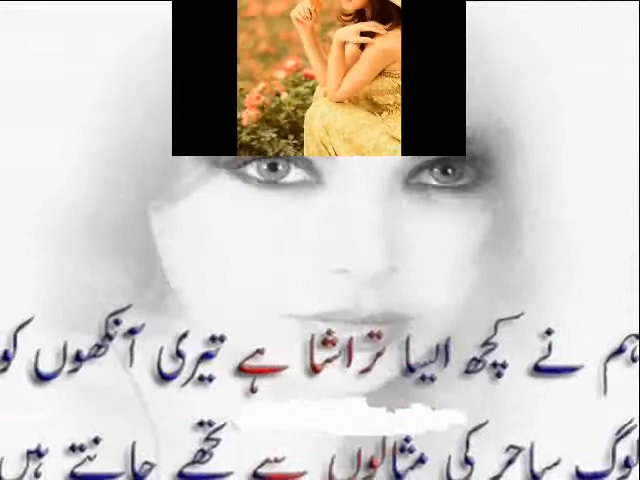 ہم نے کچھ ایسا تراشا ہے تیری آنکھوں کو
لوگ ساحر کی مثالوں سے تجھے جانتے ہیں